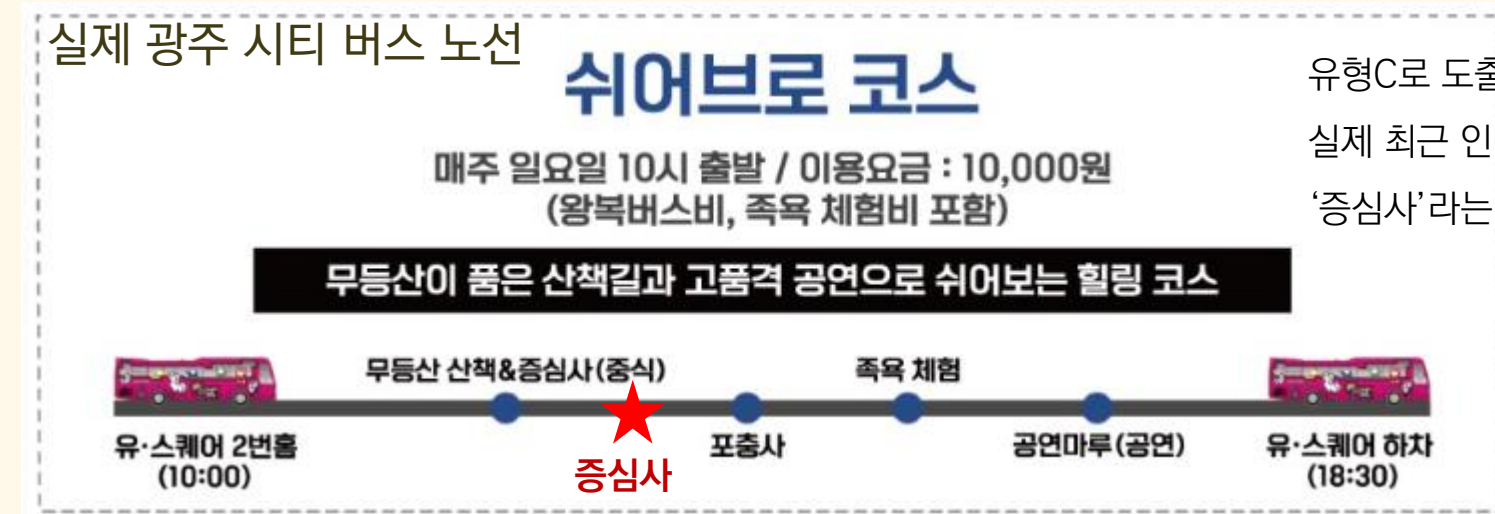 실제 광주 시티 버스 노선
쉬어브로 코스
매주 일요일 10시 출발 / 이용요금 : 10,000원
(왕복버스비, 족욕 체험비 포함)
무등산이 품은 산책길과 고품격 공연으로 쉬어보는 힐링 코스
무등산 산책&증심사(중식)
족욕 체험
유·스퀘어 2번홈
(10:00)
증심사
포충사
공연마루(공연)
유·스퀘어 하차
(18:30)
유형C로 도출
실제 최근 인
‘증심사’라는